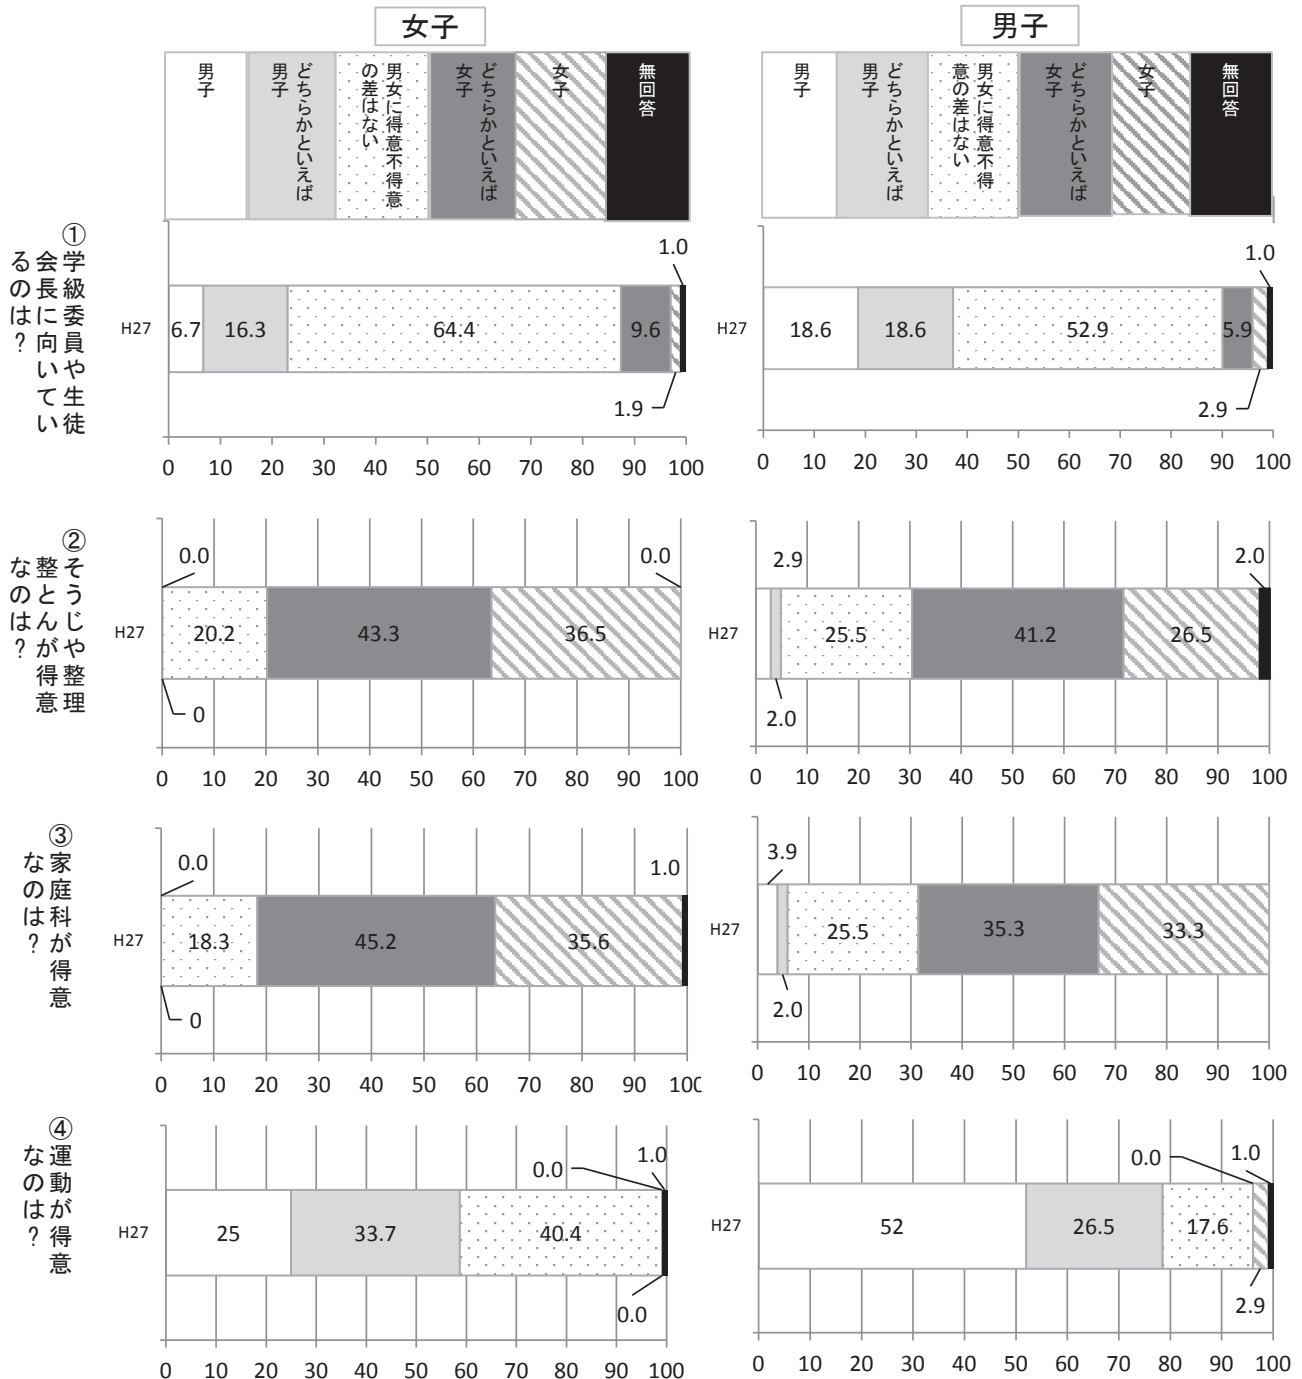 女子
男子
男子
どちらかといえば
男子
男女に得意不得意
の差はない
どちらかといえば
女子
女子
無回答
男子
どちらかといえば
男子
男女に得意不得
意の差はない
どちらかといえば
女子
女子
無回答
①学級委員や生徒
会長に向いてい
るのは？
H27
6.7
16.3
64.4
9.6
1.9
1.0
0 10 20 30 40 50 60 70 80 90 100
H27
18.6
18.6
52.9
5.9
2.9
1.0
0 10 20 30 40 50 60 70 80 90 100
②そうじや整理
整とんが得意
なのは？
H27
0.0
0
20.2
43.3
36.5
0.0
0 10 20 30 40 50 60 70 80 90 100
H27
2.9
2.0
25.5
41.2
26.5
2.0
0 10 20 30 40 50 60 70 80 90 100
③家庭科が得意
なのは？
H27
0.0
0
18.3
45.2
35.6
1.0
0 10 20 30 40 50 60 70 80 90 100
H27
3.9
2.0
25.5
35.3
33.3
0 10 20 30 40 50 60 70 80 90 100
④運動が得意
なのは？
H27
25
33.7
40.4
0.0
0.0
1.0
0 10 20 30 40 50 60 70 80 90 100
H27
52
26.5
17.6
0.0
2.9
1.0
0 10 20 30 40 50 60 70 80 90 100